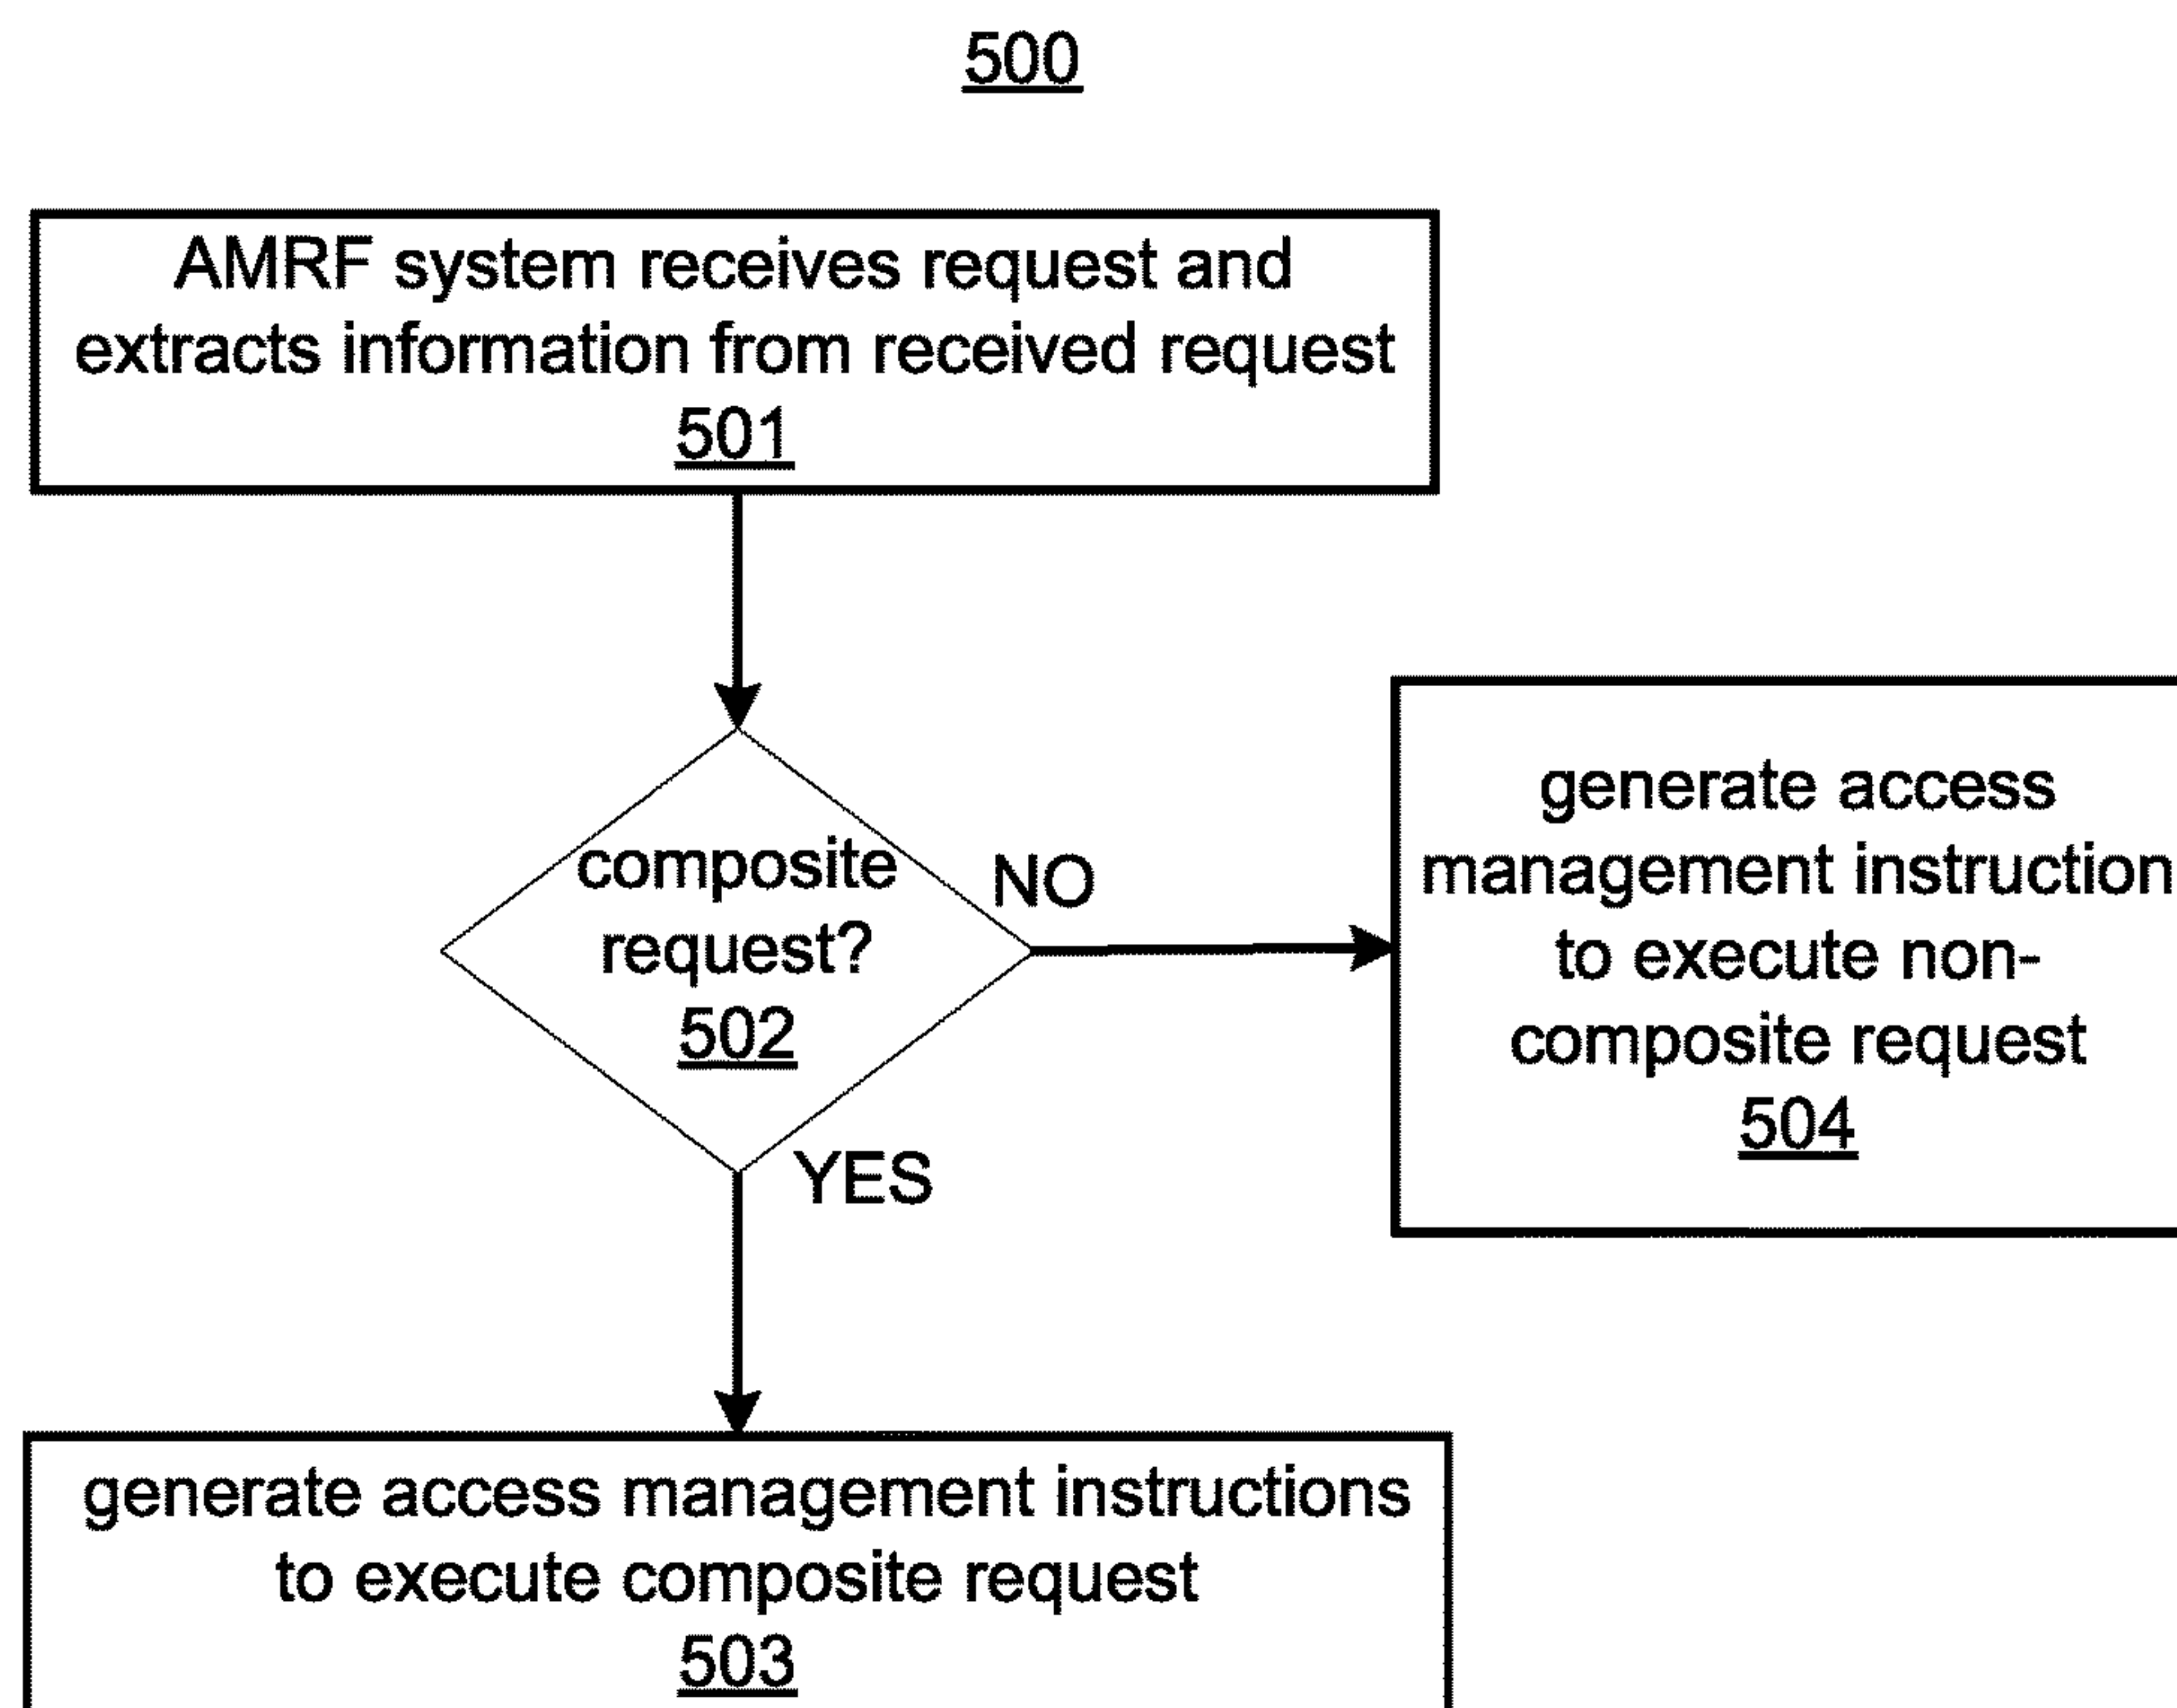 500
AMRF system receives request and
extracts information from received request
501
composite
request?
502
NO
YES
generate access
management instruction
to execute non-
composite request
504
generate access management instructions
to execute composite request
503